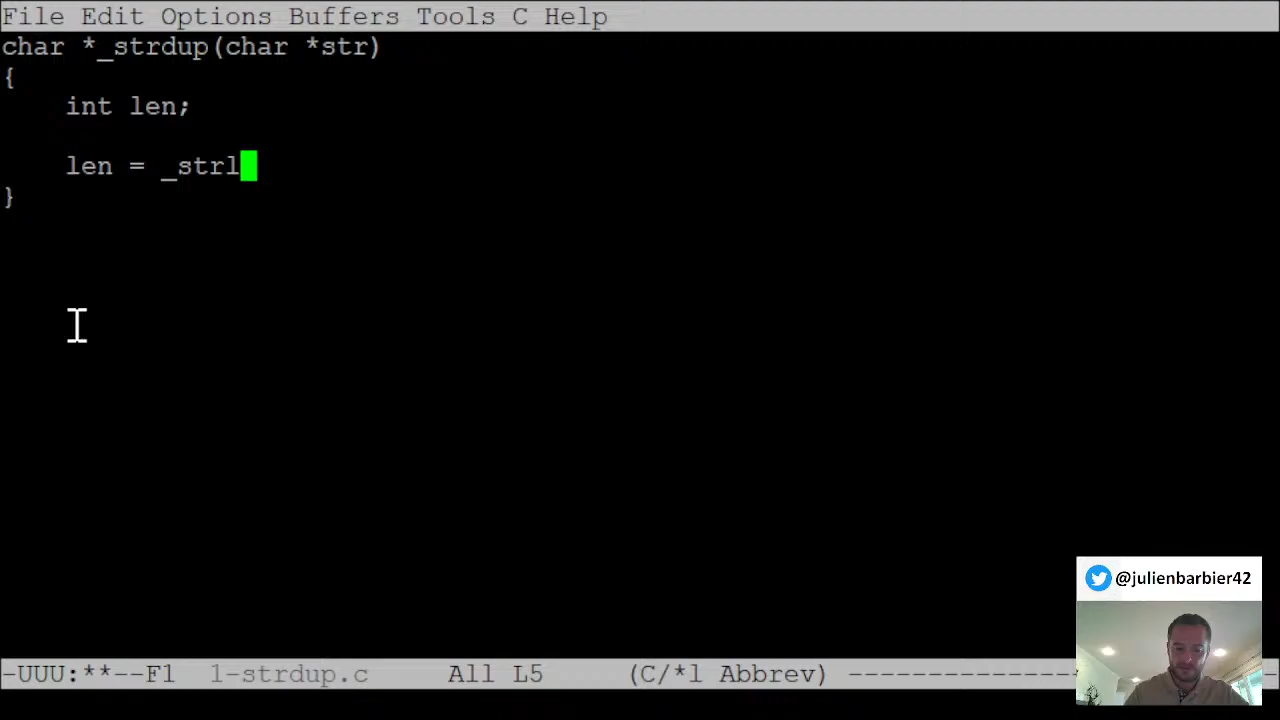 File Edit Options Buffers Tools C Help
char *_strdup(char *str)
{
    int len;
    len = _strl
}
@julienbarbier42
-UUU:**--F1  1-strdup.c     All L5     (C/*l Abbrev) ---------------